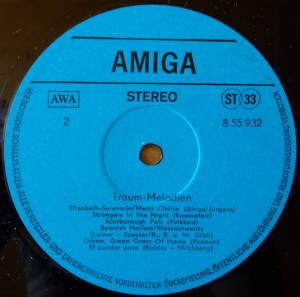 AMIGA
AWA
STEREO
ST 33
2
8 55 932
Traum-Melodien
Elisabeth-Serenade/Merci Chérie (Binge/Jürgens)
Strangers In The Night (Kaempfert)
Scarborough Fair (Folklore)
Spanish Harlem/Massachusetts
(Leiber - Spector/B., R. u. M. Gibb)
Green, Green Grass Of Home (Putman)
El condor pasa (Robles - Milchberg)